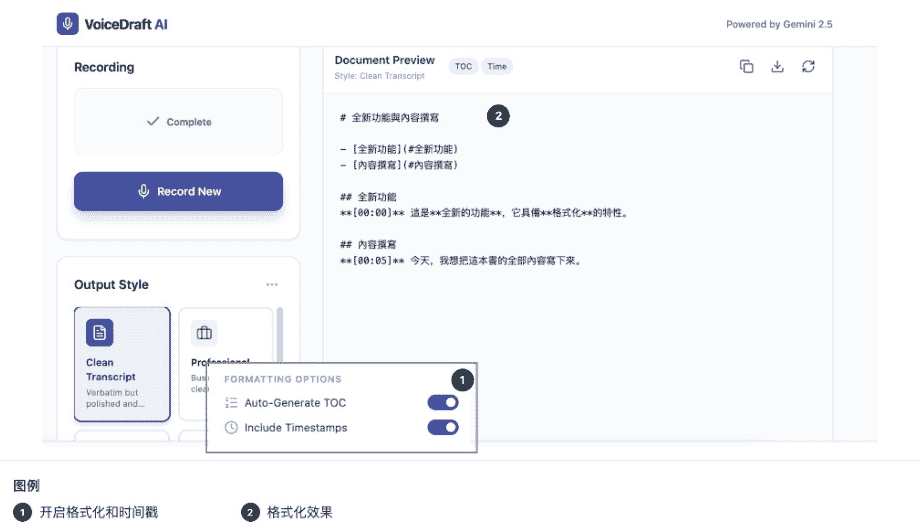 VoiceDraft AI
Powered by Gemini 2.5
Recording
Complete
Record New
Output Style
Clean
Transcript
Verbatim but
polished and...
FORMATTING OPTIONS
1
Auto-Generate TOC
Include Timestamps
Document Preview
TOC
Time
Style: Clean Transcript
# 全新功能與內容撰寫
2
- [全新功能](#全新功能)
- [內容撰寫](#內容撰寫)
## 全新功能
**[00:00]** 這是**全新的功能**，它具備**格式化**的特性。
## 內容撰寫
**[00:05]** 今天，我想把這本書的全部內容寫下來。
图例
1 开启格式化和时间戳
2 格式化效果